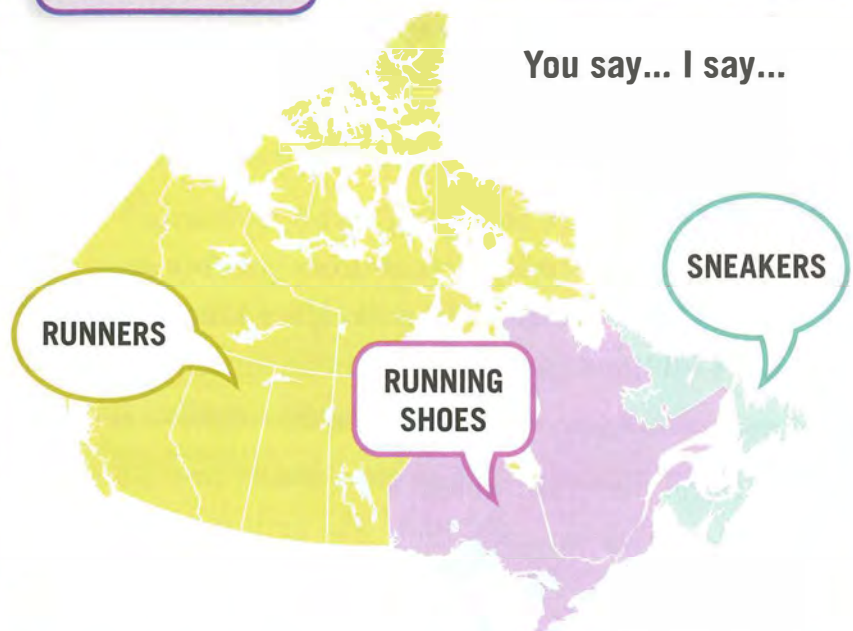 You say... I say...
SNEAKERS
RUNNERS
RUNNING
SHOES